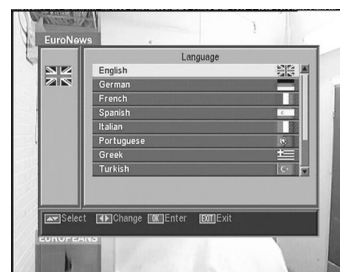 EuroNews
Language
English
German
French
Spanish
Italian
Portuguese
Greek
Turkish
Select Change OK Enter EXIT Exit
EUROPEANS